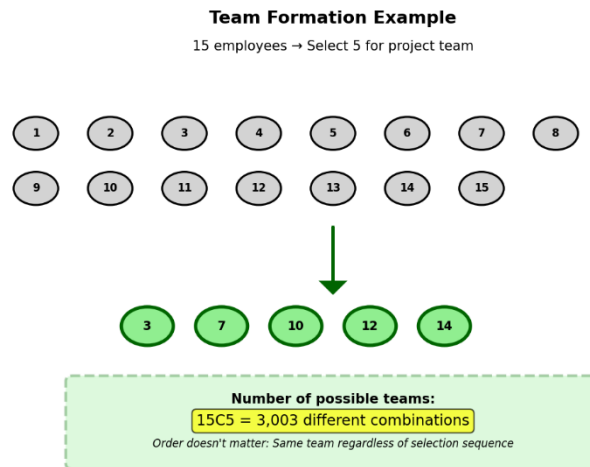 Team Formation Example
15 employees → Select 5 for project team
1 2 3 4 5 6 7 8
9 10 11 12 13 14 15
3 7 10 12 14
Number of possible teams:
15C5 = 3,003 different combinations
Order doesn't matter: Same team regardless of selection sequence